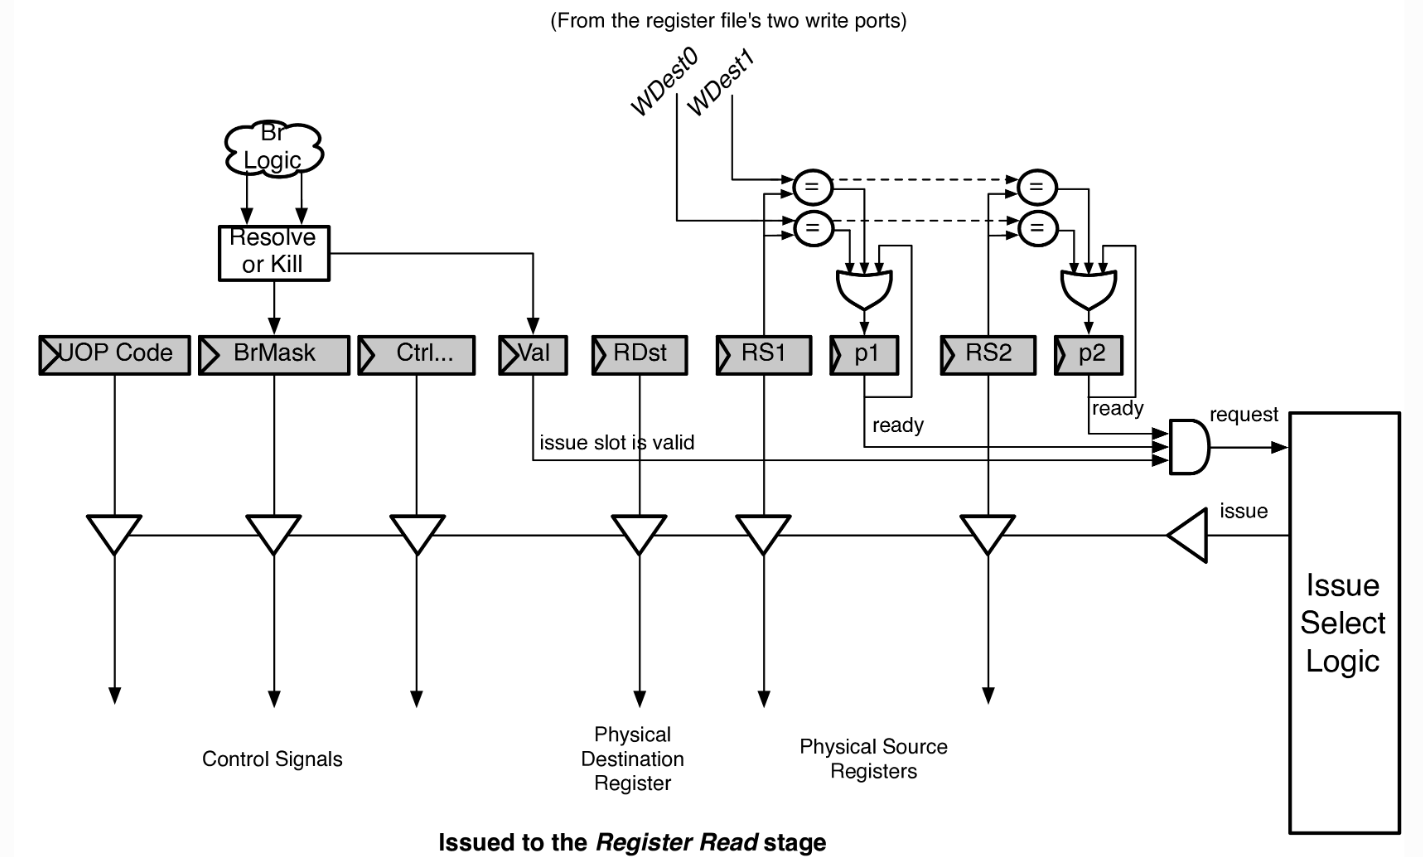 (From the register file's two write ports)
WDest0
WDest1
Br
Logic
=
=
=
=
Resolve
or Kill
UOP Code
BrMask
Ctrl...
Val
RDst
RS1
p1
RS2
p2
ready
request
ready
issue slot is valid
issue
Issue
Select
Logic
Control Signals
Physical
Destination
Register
Physical Source
Registers
Issued to the Register Read stage